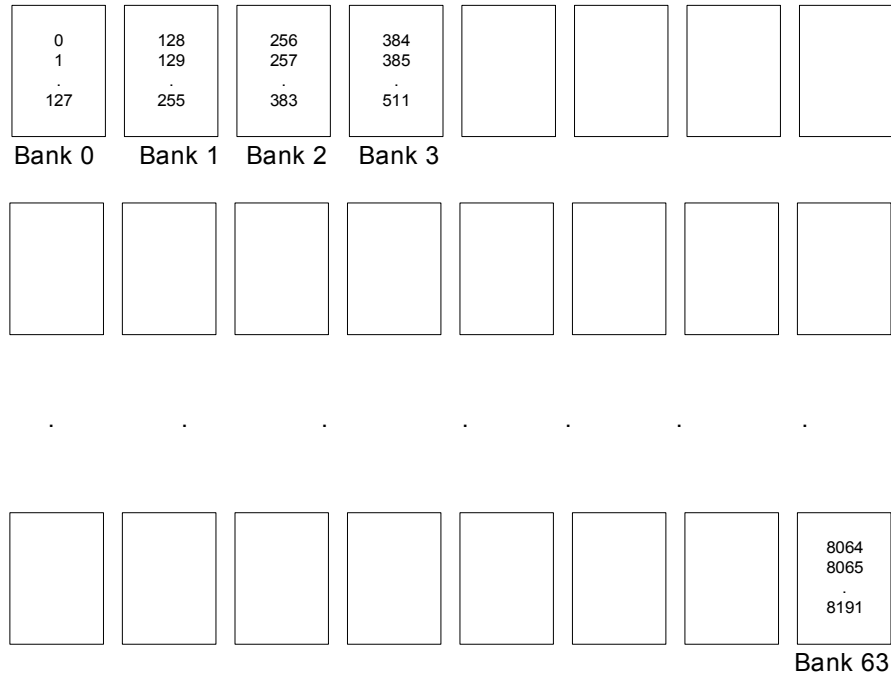 0 128 256 384
1 129 257 385
. . . .
127 255 383 511
Bank 0 Bank 1 Bank 2 Bank 3
. . . . . . .
8064
8065
.
8191
Bank 63